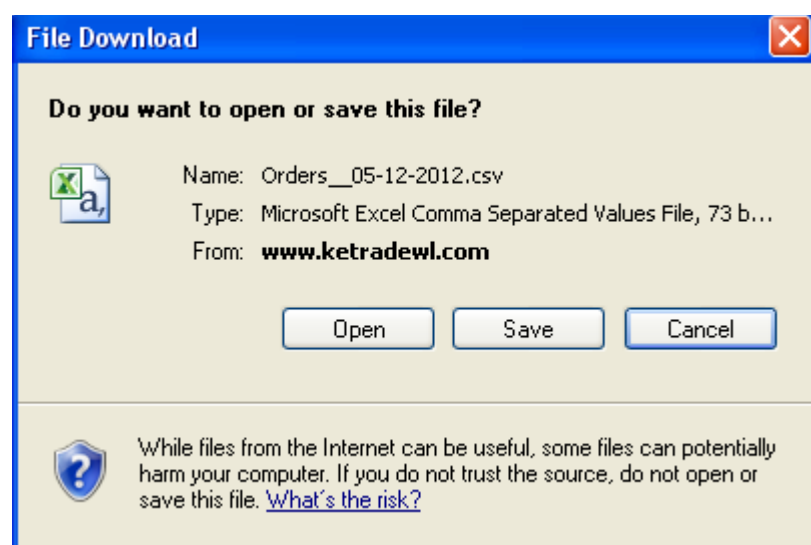 File Download
Do you want to open or save this file?
Name: Orders__05-12-2012.csv
Type: Microsoft Excel Comma Separated Values File, 73 b...
From: www.ketradewl.com
Open Save Cancel
While files from the Internet can be useful, some files can potentially
harm your computer. If you do not trust the source, do not open or
save this file. What's the risk?